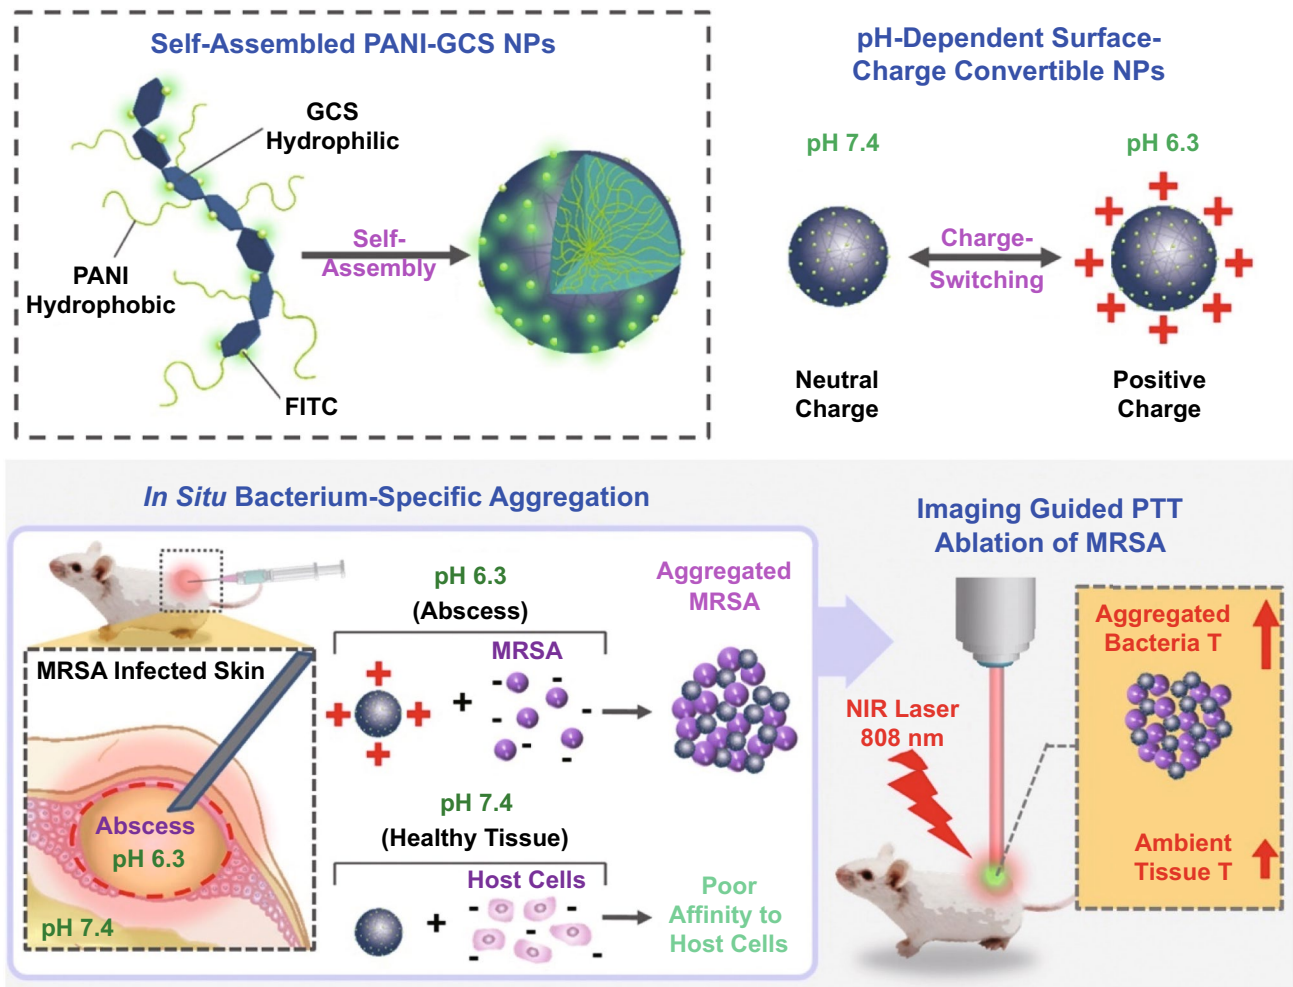 Self-Assembled PANI-GCS NPs
GCS
Hydrophilic
PANI
Hydrophobic
FITC
Self-
Assembly
pH-Dependent Surface-
Charge Convertible NPs
pH 7.4
pH 6.3
Charge-
Switching
Neutral
Charge
Positive
Charge
In Situ Bacterium-Specific Aggregation
MRSA Infected Skin
Abscess
pH 6.3
pH 7.4
pH 6.3
(Abscess)
MRSA
Aggregated
MRSA
pH 7.4
(Healthy Tissue)
Host Cells
Poor
Affinity to
Host Cells
Imaging Guided PTT
Ablation of MRSA
NIR Laser
808 nm
Aggregated
Bacteria T
Ambient
Tissue T